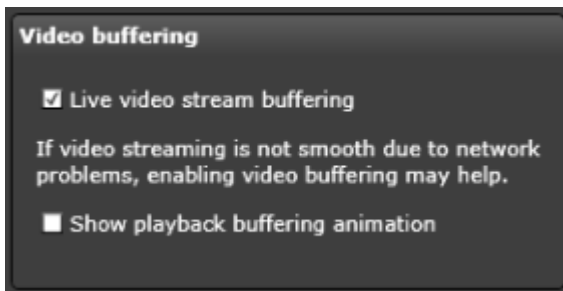 Video buffering
Live video stream buffering
If video streaming is not smooth due to network
problems, enabling video buffering may help.
Show playback buffering animation